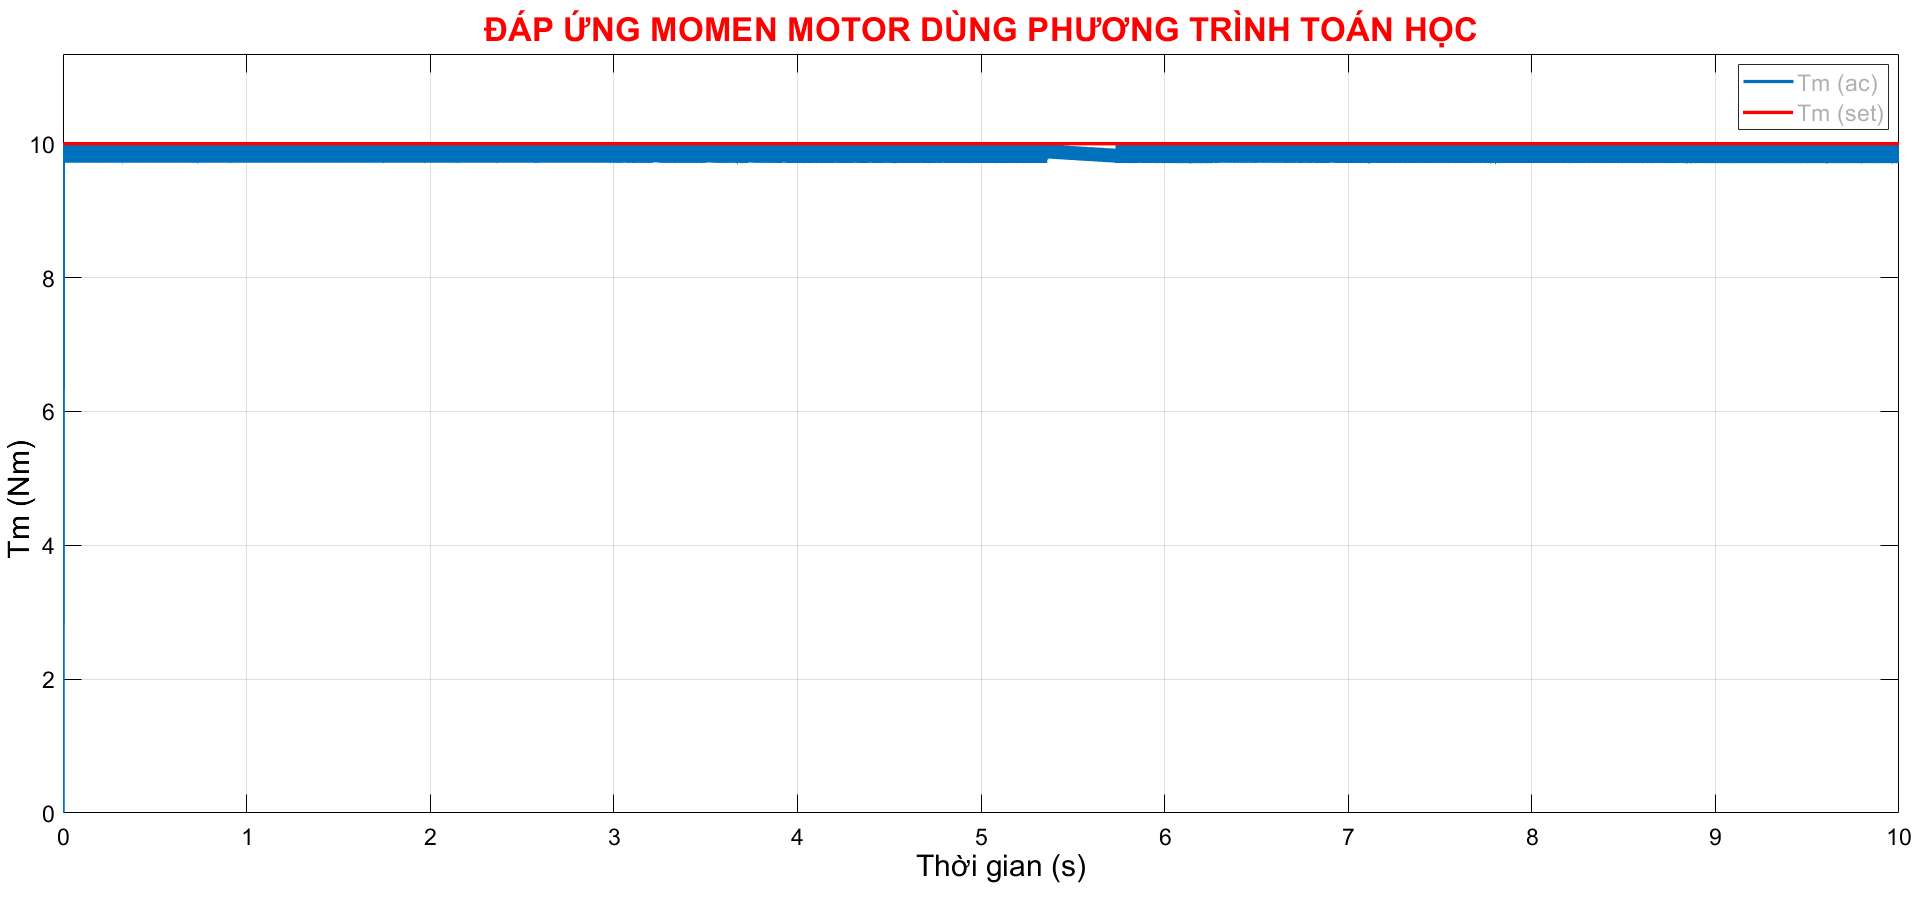 ĐÁP ỨNG MOMEN MOTOR DÙNG PHƯƠNG TRÌNH TOÁN HỌC
Tm (ac)
Tm (set)
10
8
6
4
2
0
Tm (Nm)
0 1 2 3 4 5 6 7 8 9 10
Thời gian (s)